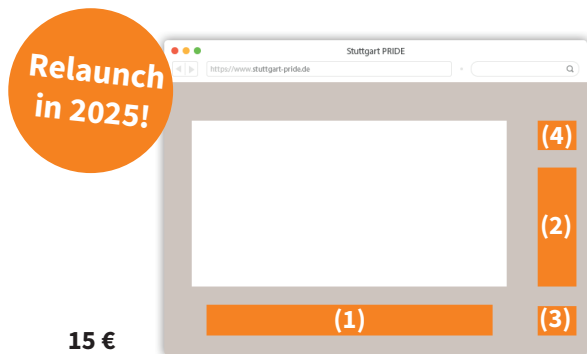 Relaunch
in 2025!
Stuttgart PRIDE
https//www.stuttgart-pride.de
(4)
(2)
(1)
(3)
15 €